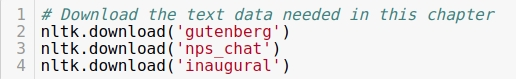 1 # Download the text data needed in this chapter
2 nltk.download('gutenberg')
3 nltk.download('nps_chat')
4 nltk.download('inaugural')